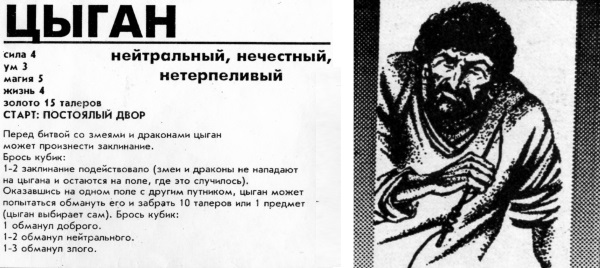 ЦЫГАН
сила 4
ум 3
магия 5
жизнь 4
золото 15 талеров
СТАРТ: ПОСТОЯЛЫЙ ДВОР
нейтральный, нечестный,
нетерпеливый
Перед битвой со змеями и драконами цыган
может произнести заклинание.
Брось кубик:
1-2 заклинание подействовало (змеи и драконы не нападают
на цыгана и остаются на поле, где это случилось).
Оказавшись на одном поле с другим путником, цыган может
попытаться обмануть его и забрать 10 талеров или 1 предмет
(цыган выбирает сам). Брось кубик:
1 обманул доброго.
1-2 обманул нейтрального.
1-3 обманул злого.